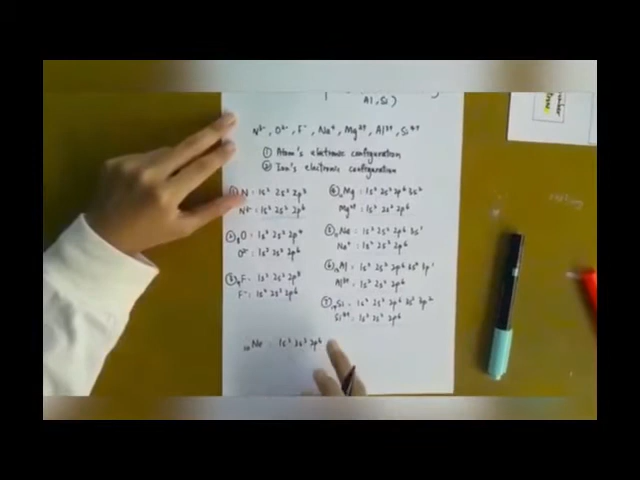 Al, Si)
N³⁻, O²⁻, F⁻, Na⁺, Mg²⁺, Al³⁺, Si⁴⁺
① Atom's electronic configuration
② Ion's electronic configuration
① N = 1s² 2s² 2p³
N³⁻ = 1s² 2s² 2p⁶
② ₈O = 1s² 2s² 2p⁴
O²⁻ = 1s² 2s² 2p⁶
③ ₉F = 1s² 2s² 2p⁵
F⁻ = 1s² 2s² 2p⁶
④ Mg = 1s² 2s² 2p⁶ 3s²
Mg²⁺ = 1s² 2s² 2p⁶
⑤ Na = 1s² 2s² 2p⁶ 3s¹
Na⁺ = 1s² 2s² 2p⁶
⑥ Al = 1s² 2s² 2p⁶ 3s² 3p¹
Al³⁺ = 1s² 2s² 2p⁶
⑦ Si = 1s² 2s² 2p⁶ 3s² 3p²
Si⁴⁺ = 1s² 2s² 2p⁶
₁₀Ne = 1s² 2s² 2p⁶